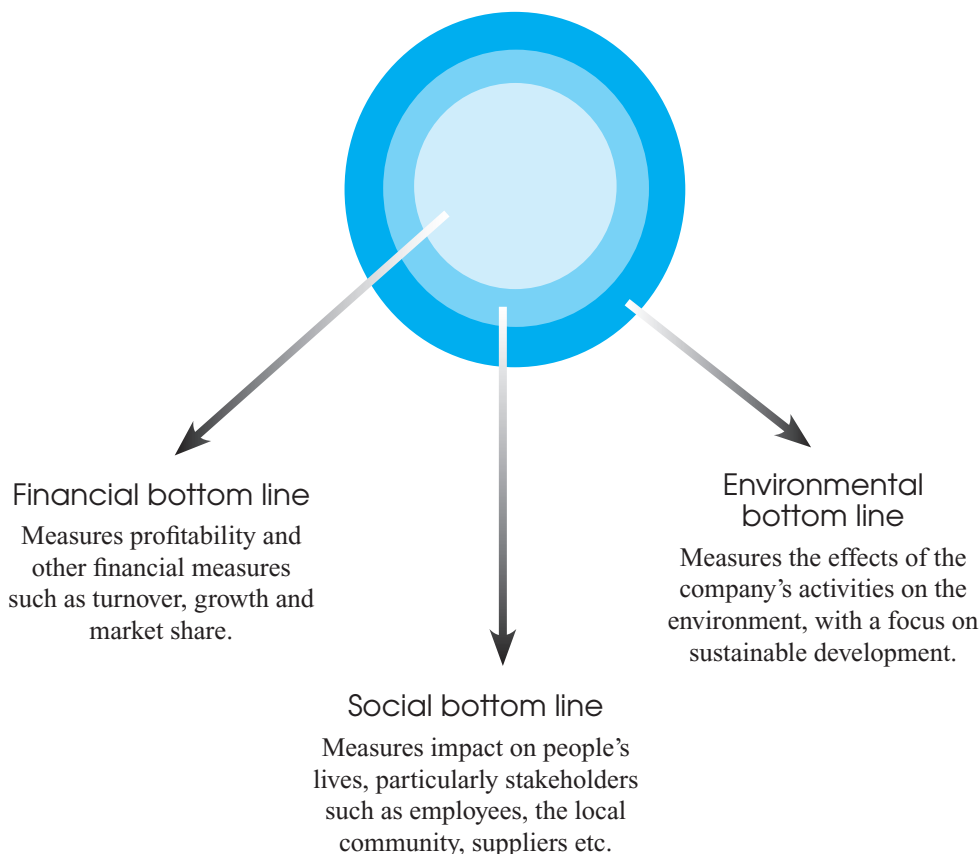 Financial bottom line
Measures profitability and
other financial measures
such as turnover, growth and
market share.
Social bottom line
Measures impact on people’s
lives, particularly stakeholders
such as employees, the local
community, suppliers etc.
Environmental
bottom line
Measures the effects of the
company’s activities on the
environment, with a focus on
sustainable development.